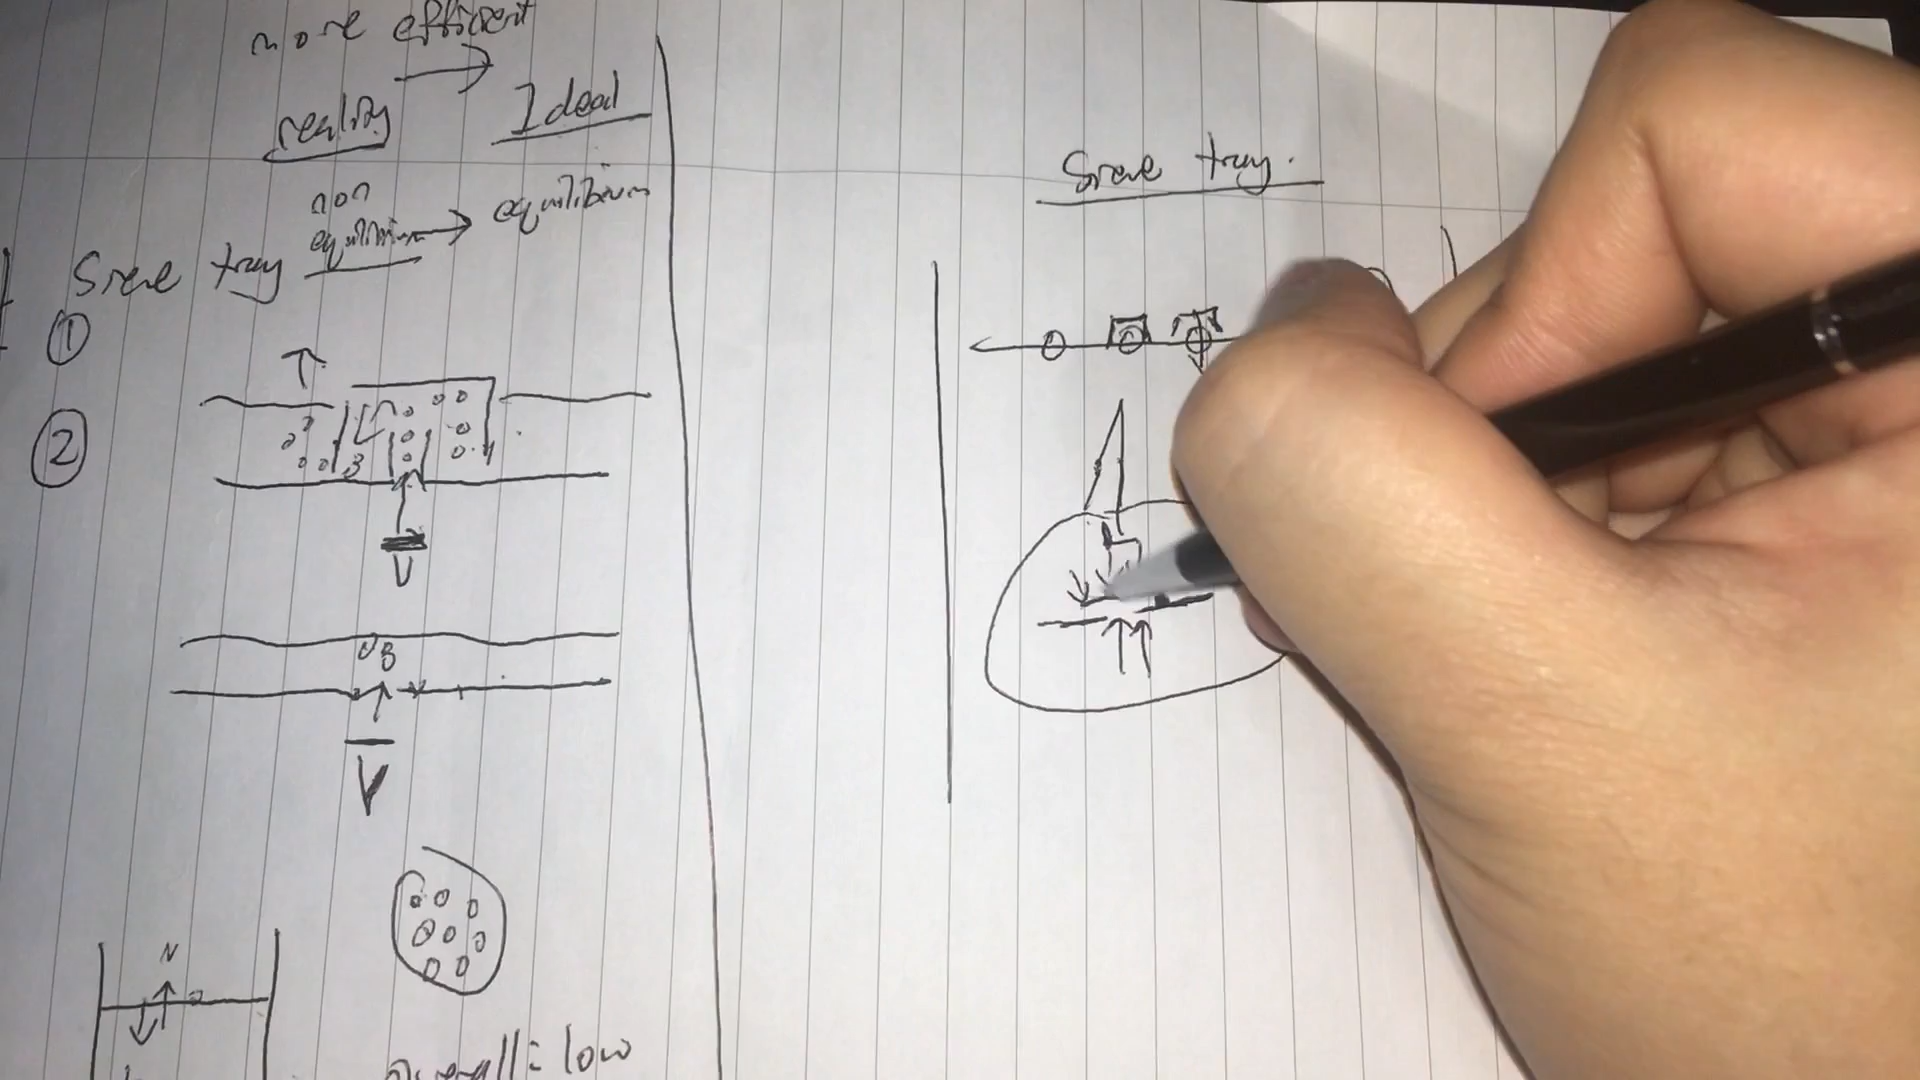 more efficient
reality
Ideal
non
equilibrium
equilibrium
Sieve tray
①
②
V
V
N
Overall: low
Sieve tray.